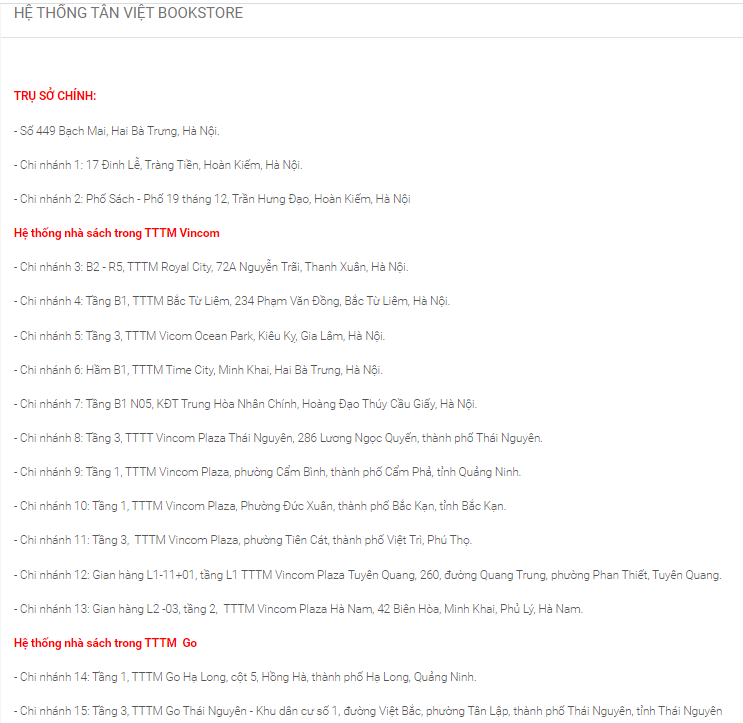 HỆ THỐNG TÂN VIỆT BOOKSTORE
TRỤ SỞ CHÍNH:
- Số 449 Bạch Mai, Hai Bà Trưng, Hà Nội.
- Chi nhánh 1: 17 Đinh Lễ, Tràng Tiền, Hoàn Kiếm, Hà Nội.
- Chi nhánh 2: Phố Sách - Phố 19 tháng 12, Trần Hưng Đạo, Hoàn Kiếm, Hà Nội
Hệ thống nhà sách trong TTTM Vincom
- Chi nhánh 3: B2 - R5, TTTM Royal City, 72A Nguyễn Trãi, Thanh Xuân, Hà Nội.
- Chi nhánh 4: Tầng B1, TTTM Bắc Từ Liêm, 234 Phạm Văn Đồng, Bắc Từ Liêm, Hà Nội.
- Chi nhánh 5: Tầng 3, TTTM Vicom Ocean Park, Kiêu Kỵ, Gia Lâm, Hà Nội.
- Chi nhánh 6: Hầm B1, TTTM Time City, Minh Khai, Hai Bà Trưng, Hà Nội.
- Chi nhánh 7: Tầng B1 N05, KĐT Trung Hòa Nhân Chính, Hoàng Đạo Thúy Cầu Giấy, Hà Nội.
- Chi nhánh 8: Tầng 3, TTTT Vincom Plaza Thái Nguyên, 286 Lương Ngọc Quyến, thành phố Thái Nguyên.
- Chi nhánh 9: Tầng 1, TTTM Vincom Plaza, phường Cẩm Bình, thành phố Cẩm Phả, tỉnh Quảng Ninh.
- Chi nhánh 10: Tầng 1, TTTM Vincom Plaza, Phường Đức Xuân, thành phố Bắc Kạn, tỉnh Bắc Kạn.
- Chi nhánh 11: Tầng 3, TTTM Vincom Plaza, phường Tiên Cát, thành phố Việt Trì, Phú Thọ.
- Chi nhánh 12: Gian hàng L1-11+01, tầng L1 TTTM Vincom Plaza Tuyên Quang, 260, đường Quang Trung, phường Phan Thiết, Tuyên Quang.
- Chi nhánh 13: Gian hàng L2 -03, tầng 2, TTTM Vincom Plaza Hà Nam, 42 Biên Hòa, Minh Khai, Phủ Lý, Hà Nam.
Hệ thống nhà sách trong TTTM Go
- Chi nhánh 14: Tầng 1, TTTM Go Hạ Long, cột 5, Hồng Hà, thành phố Hạ Long, Quảng Ninh.
- Chi nhánh 15: Tầng 3, TTTM Go Thái Nguyên - Khu dân cư số 1, đường Việt Bắc, phường Tân Lập, thành phố Thái Nguyên, tỉnh Thái Nguyên